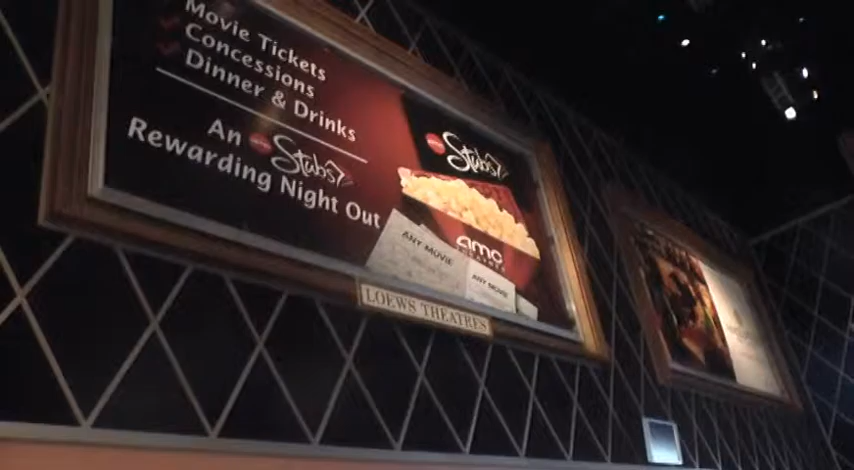 Movie Tickets
Concessions
Dinner & Drinks
An Stubs
Rewarding Night Out
Stubs
amc
ANY MOVIE
ANY MOVIE
LOEWS THEATRES